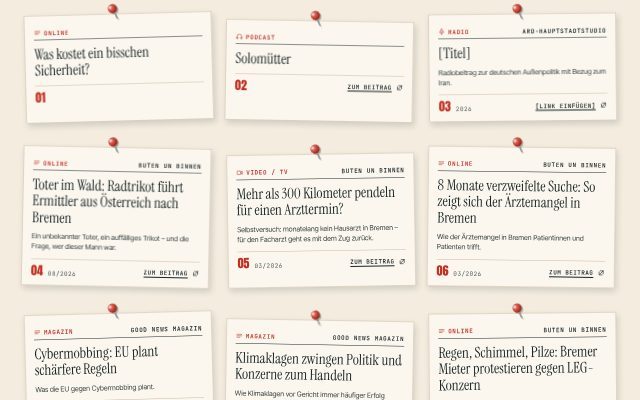 ONLINE
Was kostet ein bisschen
Sicherheit?
01
PODCAST
Solomütter
02 ZUM BEITRAG
RADIO ARD-HAUPTSTADTSTUDIO
[Titel]
Radiobeitrag zur deutschen Außenpolitik mit Bezug zum
Iran.
03 2026 [LINK EINFÜGEN]
ONLINE BUTEN UN BINNEN
Toter im Wald: Radtrikot führt
Ermittler aus Österreich nach
Bremen
Ein unbekannter Toter, ein auffälliges Trikot – und die
Frage, wer dieser Mann war.
04 08/2026 ZUM BEITRAG
VIDEO / TV BUTEN UN BINNEN
Mehr als 300 Kilometer pendeln
für einen Arzttermin?
Selbstversuch: monatelang kein Hausarzt in Bremen –
für den Facharzt geht es mit dem Zug zurück.
05 03/2026 ZUM BEITRAG
ONLINE BUTEN UN BINNEN
8 Monate verzweifelte Suche: So
zeigt sich der Ärztemangel in
Bremen
Wie der Ärztemangel in Bremen Patientinnen und
Patienten trifft.
06 03/2026 ZUM BEITRAG
MAGAZIN GOOD NEWS MAGAZIN
Cybermobbing: EU plant
schärfere Regeln
Was die EU gegen Cybermobbing plant.
MAGAZIN GOOD NEWS MAGAZIN
Klimaklagen zwingen Politik und
Konzerne zum Handeln
Wie Klimaklagen vor Gericht immer häufiger Erfolg
ONLINE BUTEN UN BINNEN
Regen, Schimmel, Pilze: Bremer
Mieter protestieren gegen LEG-
Konzern